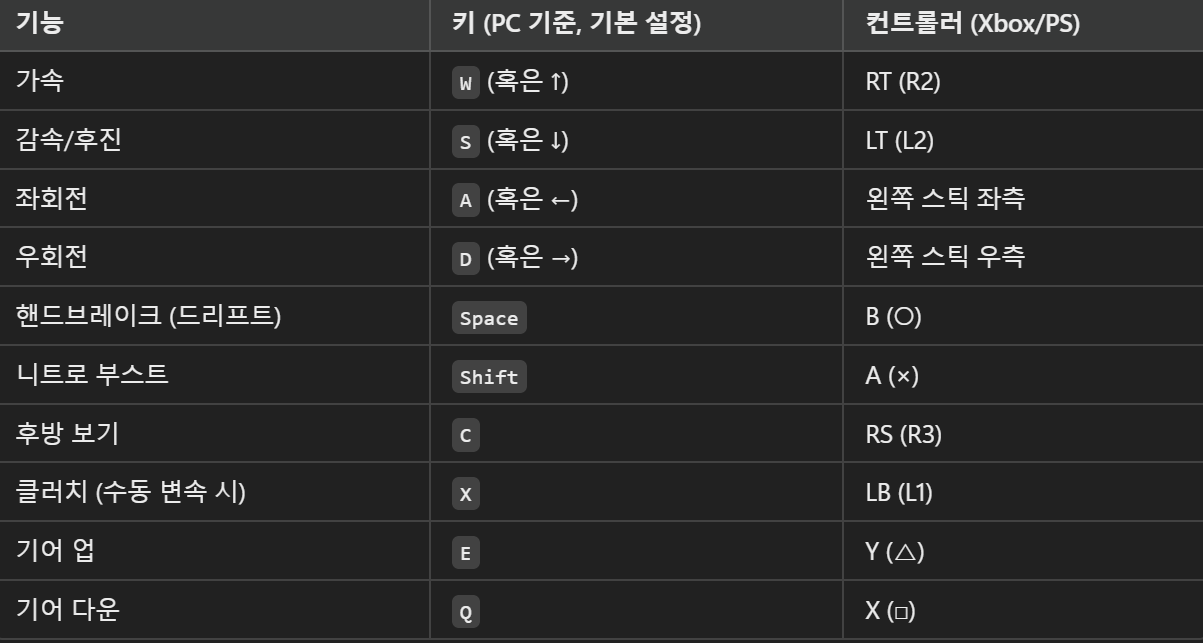 기능 키 (PC 기준, 기본 설정) 컨트롤러 (Xbox/PS)
가속 W (혹은 ↑) RT (R2)
감속/후진 S (혹은 ↓) LT (L2)
좌회전 A (혹은 ←) 왼쪽 스틱 좌측
우회전 D (혹은 →) 왼쪽 스틱 우측
핸드브레이크 (드리프트) Space B (○)
니트로 부스트 Shift A (×)
후방 보기 C RS (R3)
클러치 (수동 변속 시) X LB (L1)
기어 업 E Y (△)
기어 다운 Q X (□)